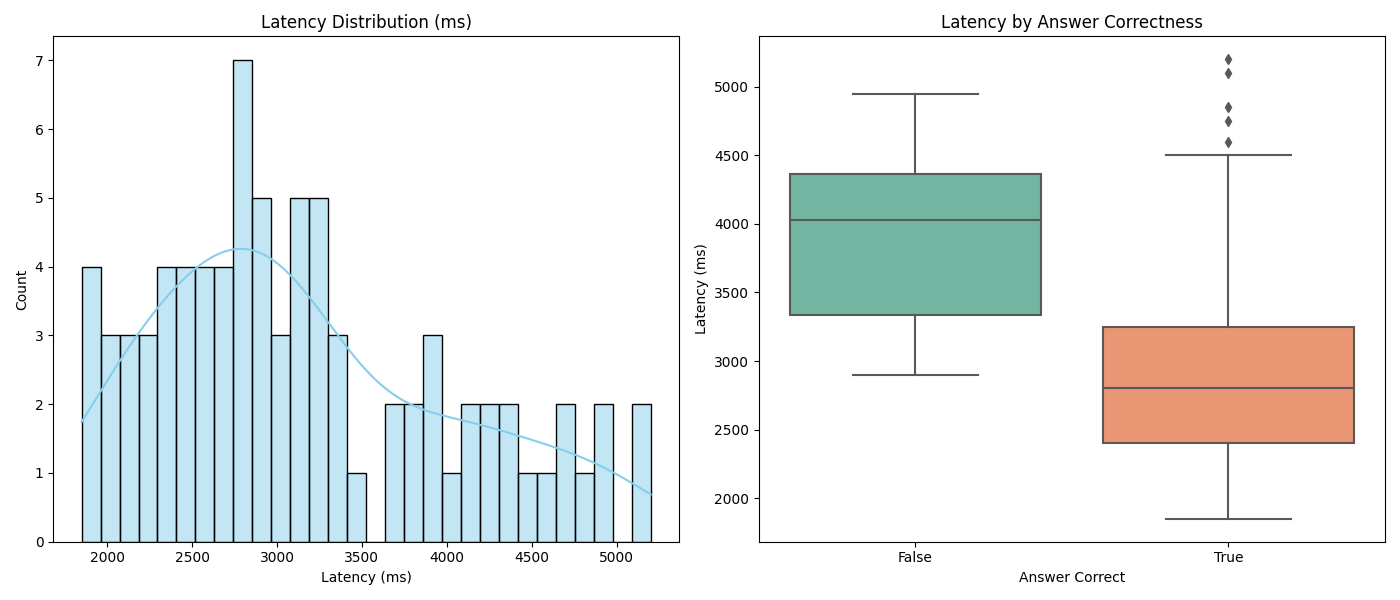 Latency Distribution (ms)
7
6
5
4
3
2
1
0
Count
2000
2500
3000
3500
4000
4500
5000
Latency (ms)
Latency by Answer Correctness
5000
4500
4000
3500
3000
2500
2000
Latency (ms)
False
True
Answer Correct